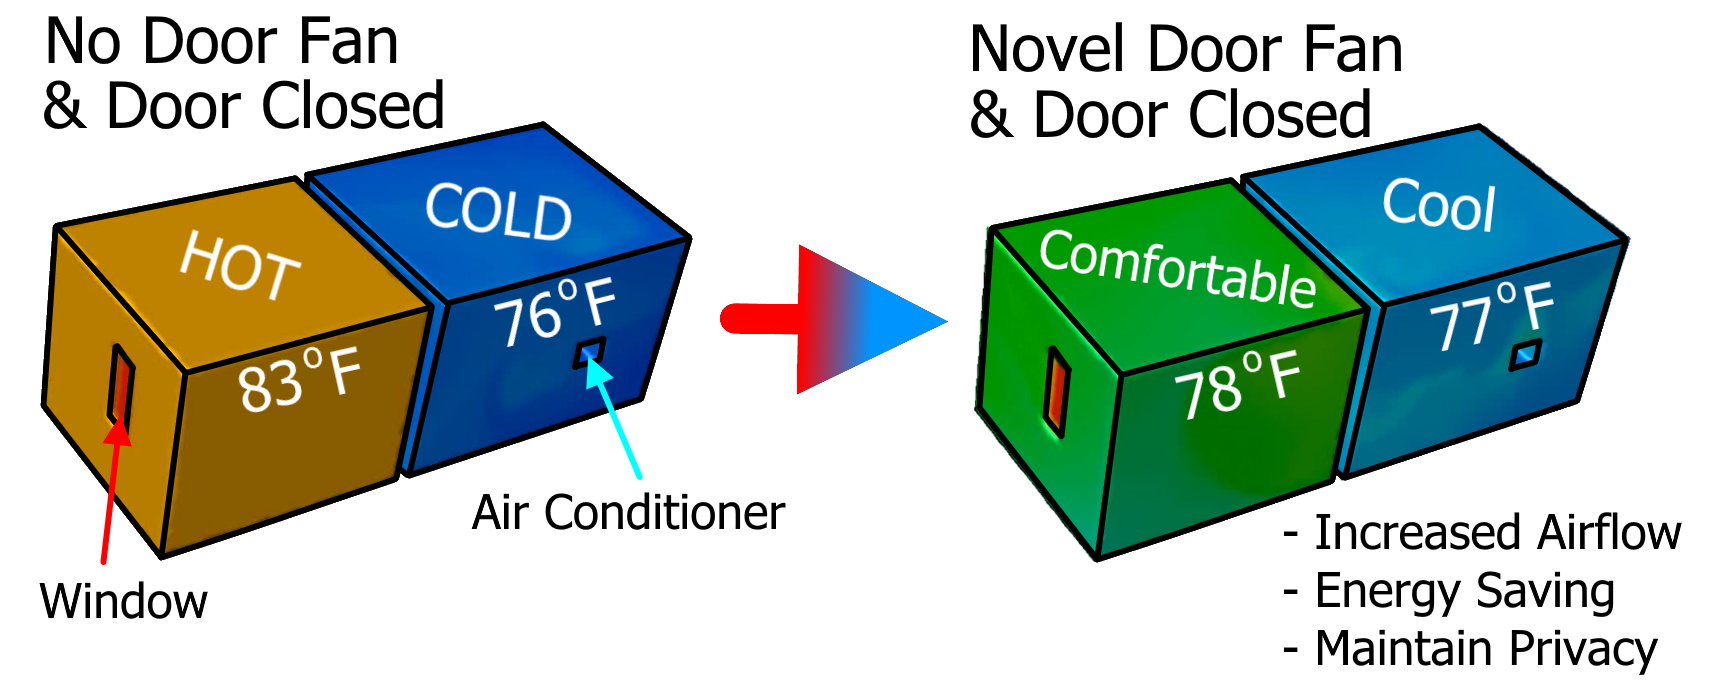 No Door Fan
& Door Closed
HOT
COLD
83°F
76°F
Air Conditioner
Window
Novel Door Fan
& Door Closed
Comfortable
Cool
78°F
77°F
- Increased Airflow
- Energy Saving
- Maintain Privacy